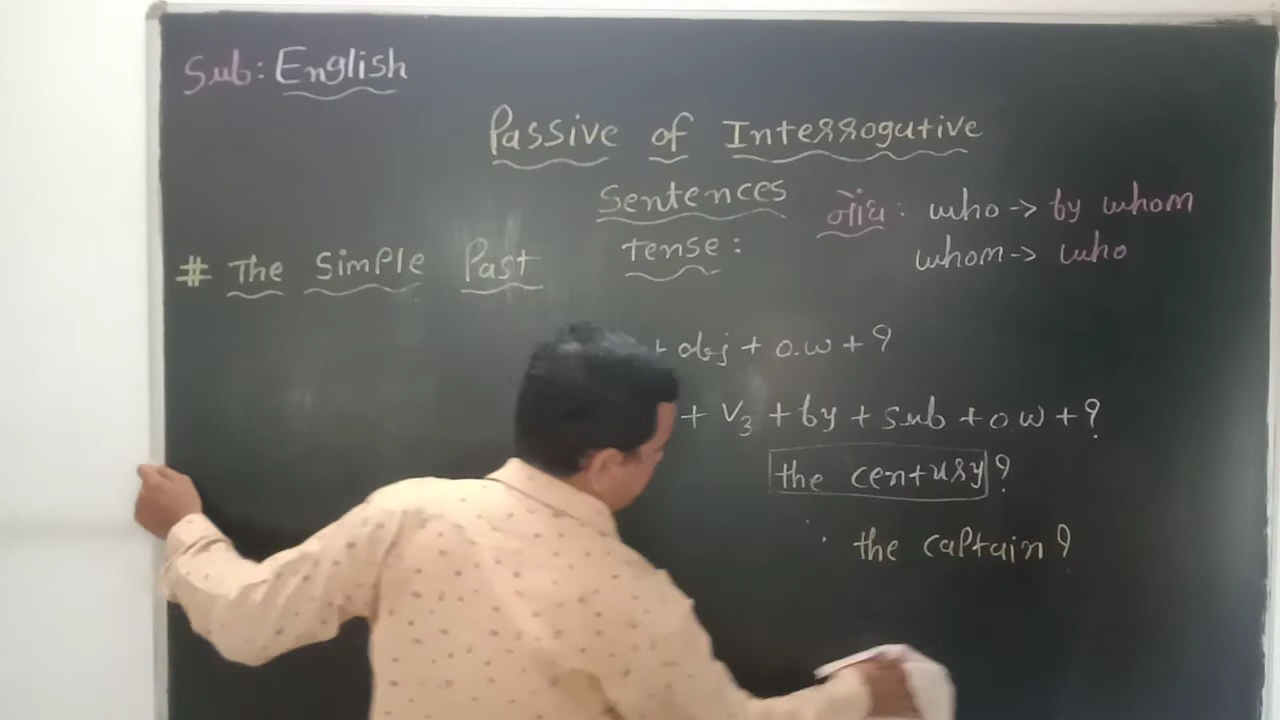 Sub: English
Passive of Interrogative
Sentences
નોંધ: who -> by whom
whom -> who
# The Simple Past tense:
+ obj + o.w + ?
+ V3 + by + sub + o.w + ?
the century?
the captain?